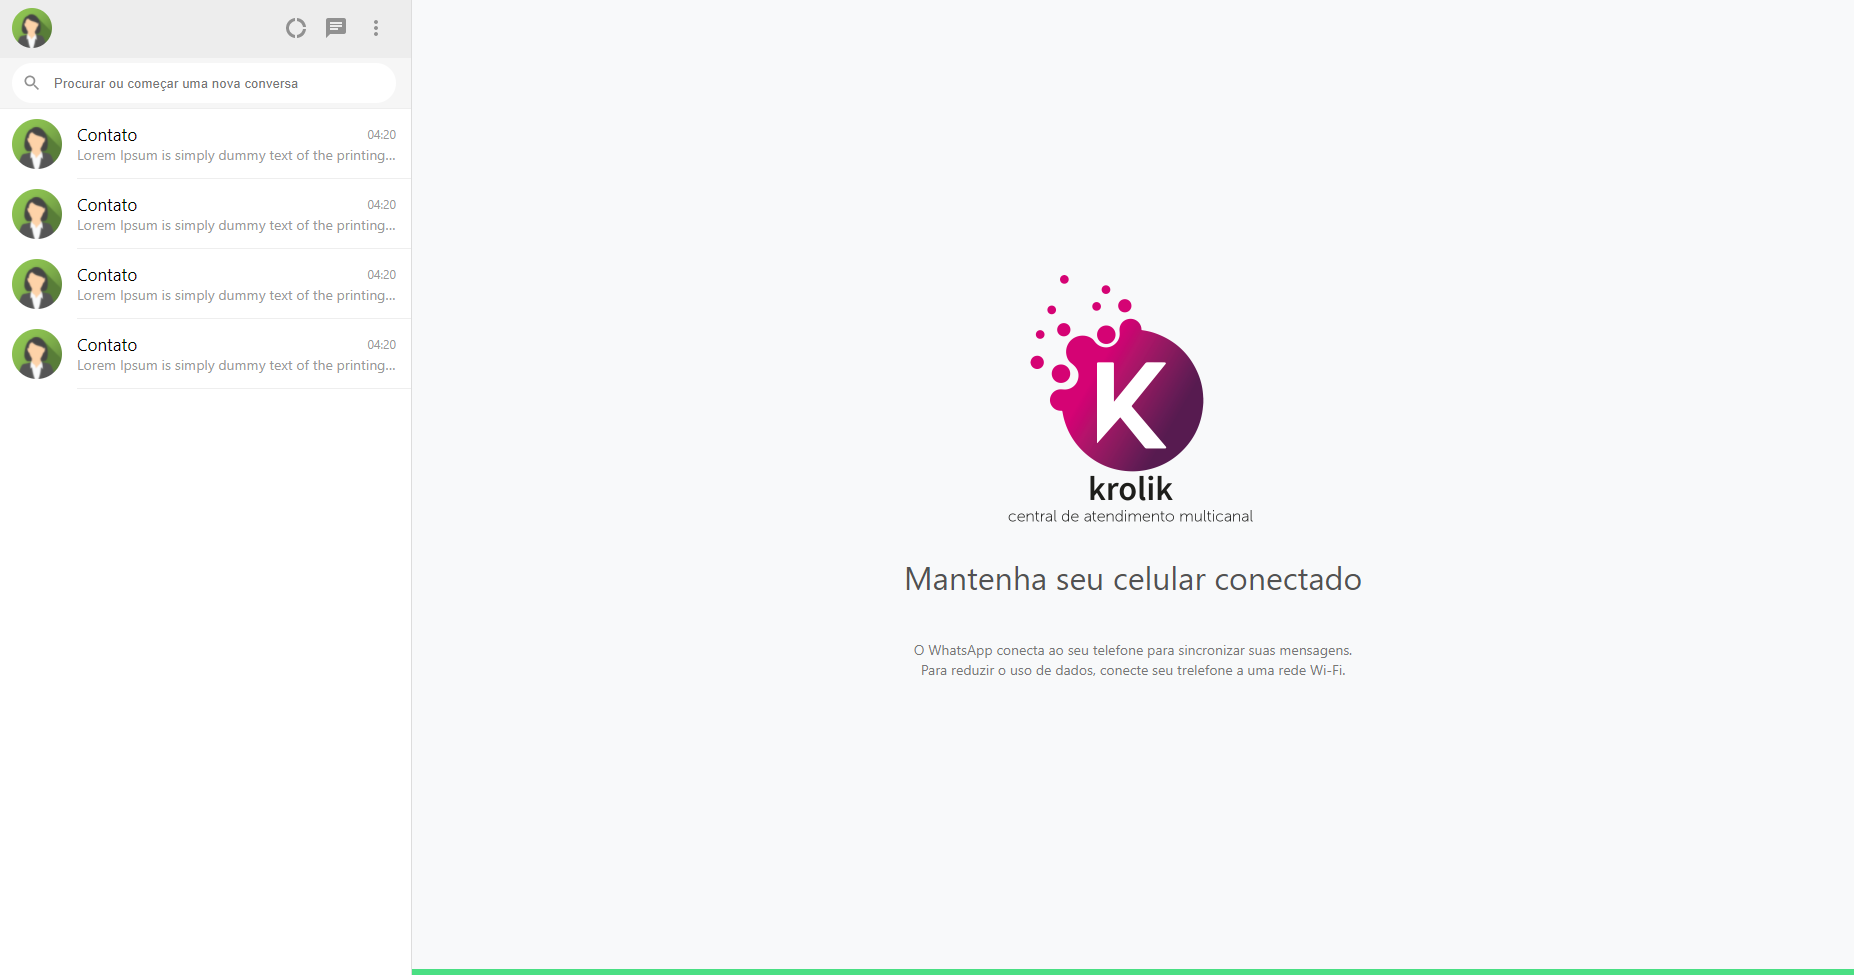 Procurar ou começar uma nova conversa
Contato 04:20
Lorem Ipsum is simply dummy text of the printing...
Contato 04:20
Lorem Ipsum is simply dummy text of the printing...
Contato 04:20
Lorem Ipsum is simply dummy text of the printing...
Contato 04:20
Lorem Ipsum is simply dummy text of the printing...
K
krolik
central de atendimento multicanal
Mantenha seu celular conectado
O WhatsApp conecta ao seu telefone para sincronizar suas mensagens.
Para reduzir o uso de dados, conecte seu trelefone a uma rede Wi-Fi.